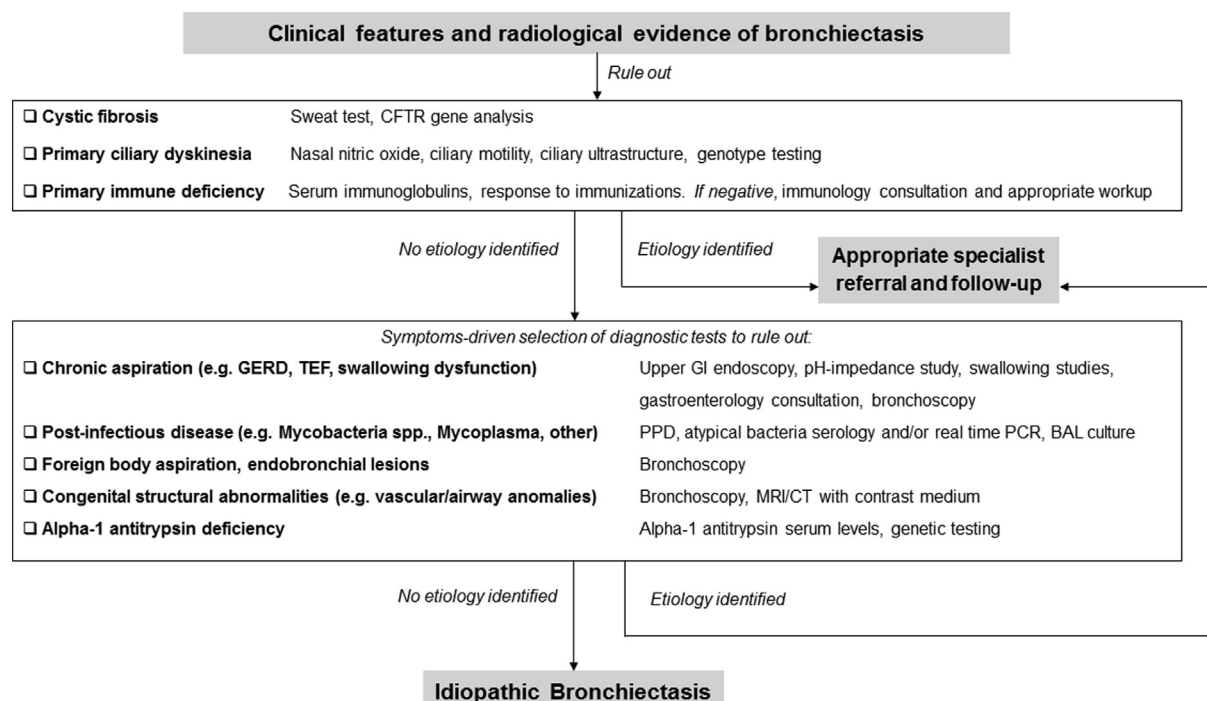 Clinical features and radiological evidence of bronchiectasis
Rule out
❑ Cystic fibrosis Sweat test, CFTR gene analysis
❑ Primary ciliary dyskinesia Nasal nitric oxide, ciliary motility, ciliary ultrastructure, genotype testing
❑ Primary immune deficiency Serum immunoglobulins, response to immunizations. If negative, immunology consultation and appropriate workup
No etiology identified Etiology identified
Appropriate specialist
referral and follow-up
Symptoms-driven selection of diagnostic tests to rule out:
❑ Chronic aspiration (e.g. GERD, TEF, swallowing dysfunction) Upper GI endoscopy, pH-impedance study, swallowing studies,
gastroenterology consultation, bronchoscopy
❑ Post-infectious disease (e.g. Mycobacteria spp., Mycoplasma, other) PPD, atypical bacteria serology and/or real time PCR, BAL culture
❑ Foreign body aspiration, endobronchial lesions Bronchoscopy
❑ Congenital structural abnormalities (e.g. vascular/airway anomalies) Bronchoscopy, MRI/CT with contrast medium
❑ Alpha-1 antitrypsin deficiency Alpha-1 antitrypsin serum levels, genetic testing
No etiology identified Etiology identified
Idiopathic Bronchiectasis